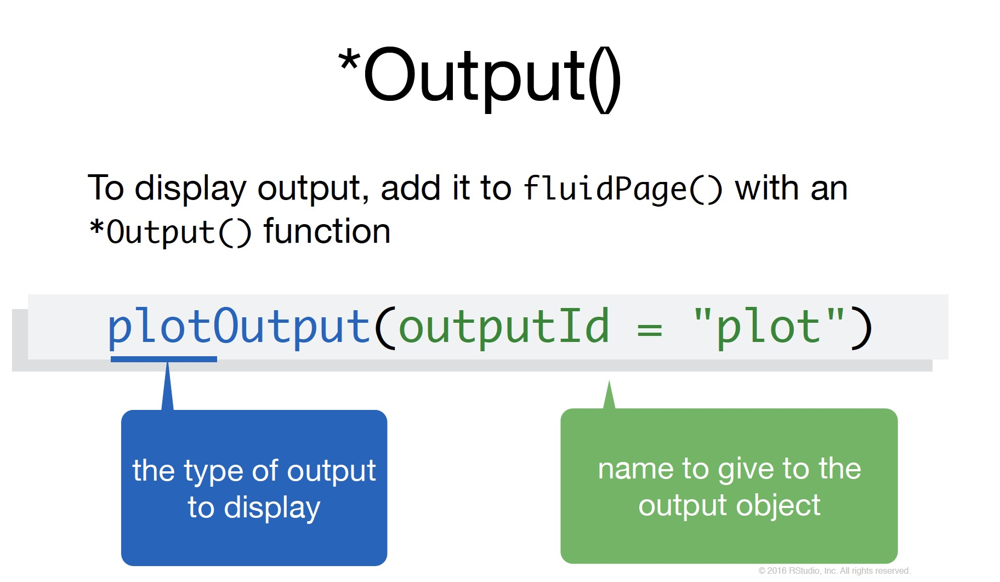 *Output()
To display output, add it to fluidPage() with an
*Output() function
plotOutput(outputId = "plot")
the type of output
to display
name to give to the
output object
© 2016 RStudio, Inc. All rights reserved.